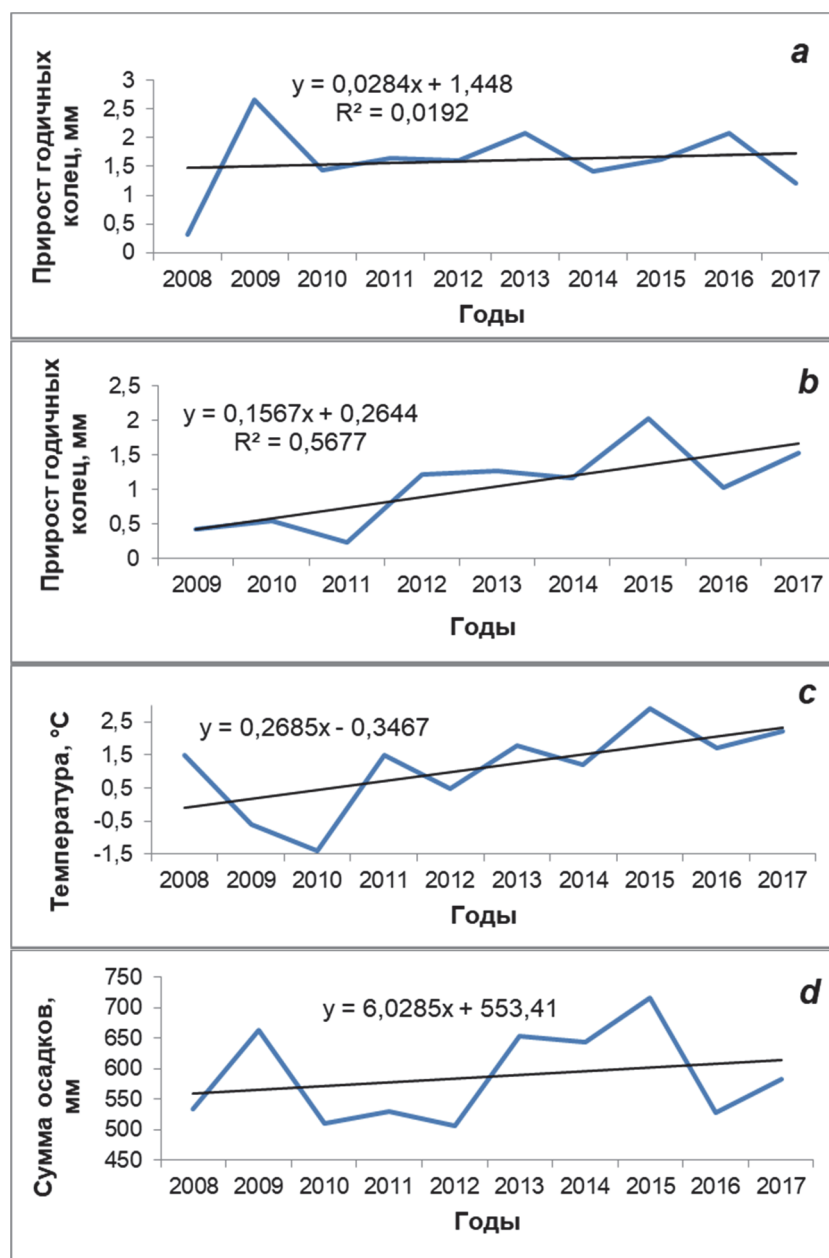 a
y = 0,0284x + 1,448
R² = 0,0192
Прирост годичных
колец, мм
3
2,5
2
1,5
1
0,5
0
2008 2009 2010 2011 2012 2013 2014 2015 2016 2017
Годы
b
y = 0,1567x + 0,2644
R² = 0,5677
Прирост годичных
колец, мм
2,5
2
1,5
1
0,5
0
2009 2010 2011 2012 2013 2014 2015 2016 2017
Годы
c
y = 0,2685x - 0,3467
Температура, °С
2,5
1,5
0,5
-0,5
-1,5
2008 2009 2010 2011 2012 2013 2014 2015 2016 2017
Годы
d
y = 6,0285x + 553,41
Сумма осадков,
мм
750
700
650
600
550
500
450
2008 2009 2010 2011 2012 2013 2014 2015 2016 2017
Годы